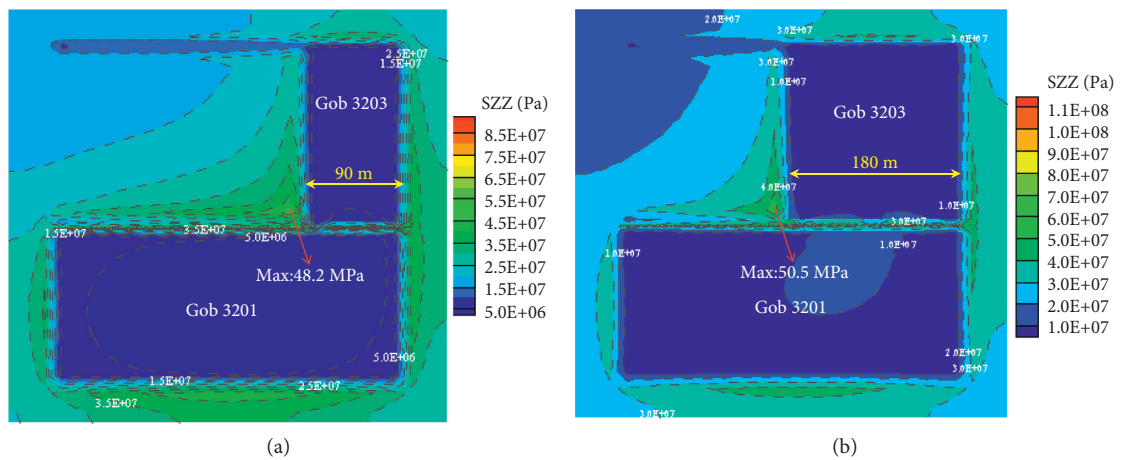 2.5E+07
1.5E+07
Gob 3203
90 m
1.5E+07
3.5E+07
5.0E+06
Max:48.2 MPa
Gob 3201
5.0E+06
1.5E+07
2.5E+07
3.5E+07
SZZ (Pa)
8.5E+07
7.5E+07
6.5E+07
5.5E+07
4.5E+07
3.5E+07
2.5E+07
1.5E+07
5.0E+06
(a)
2.0E+07
3.0E+07
3.0E+07
3.0E+07
1.0E+07
Gob 3203
180 m
4.0E+07
1.0E+07
3.0E+07
1.0E+07
1.0E+07
Max:50.5 MPa
Gob 3201
2.0E+07
3.0E+07
3.0E+07
3.0E+07
SZZ (Pa)
1.1E+08
1.0E+08
9.0E+07
8.0E+07
7.0E+07
6.0E+07
5.0E+07
4.0E+07
3.0E+07
2.0E+07
1.0E+07
(b)